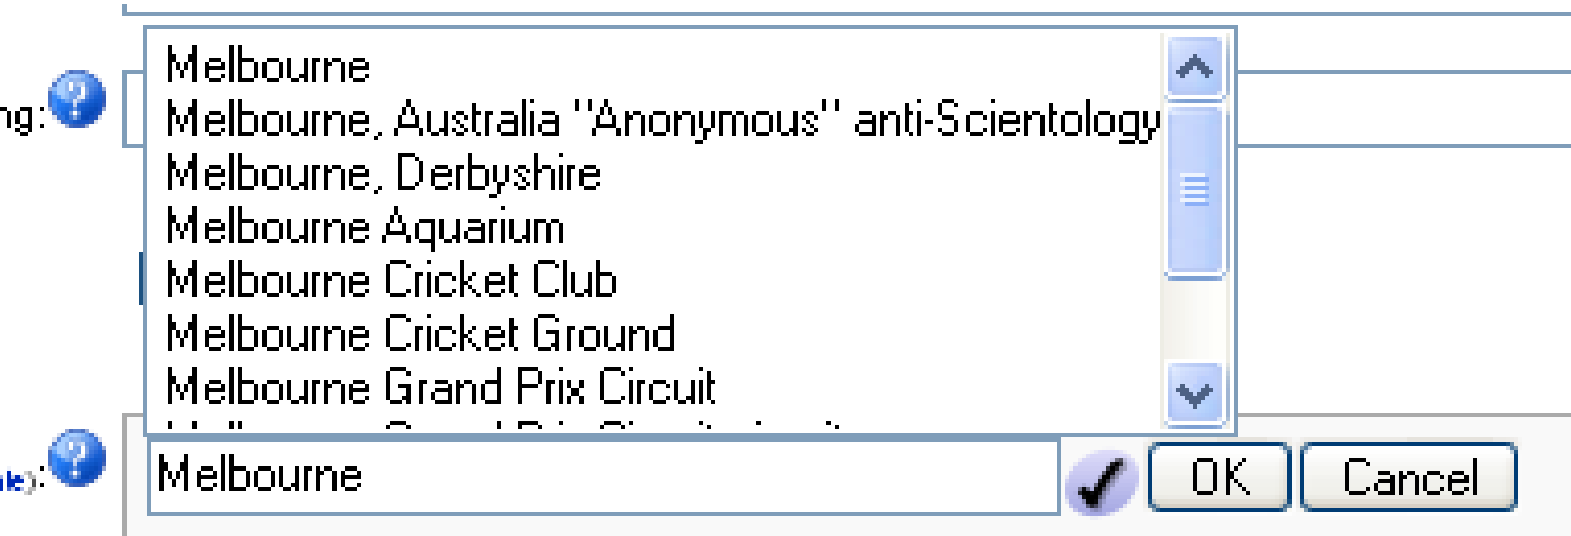 Melbourne
ng:
Melbourne, Australia "Anonymous" anti-Scientology
Melbourne, Derbyshire
Melbourne Aquarium
Melbourne Cricket Club
Melbourne Cricket Ground
Melbourne Grand Prix Circuit
Melbourne OK Cancel